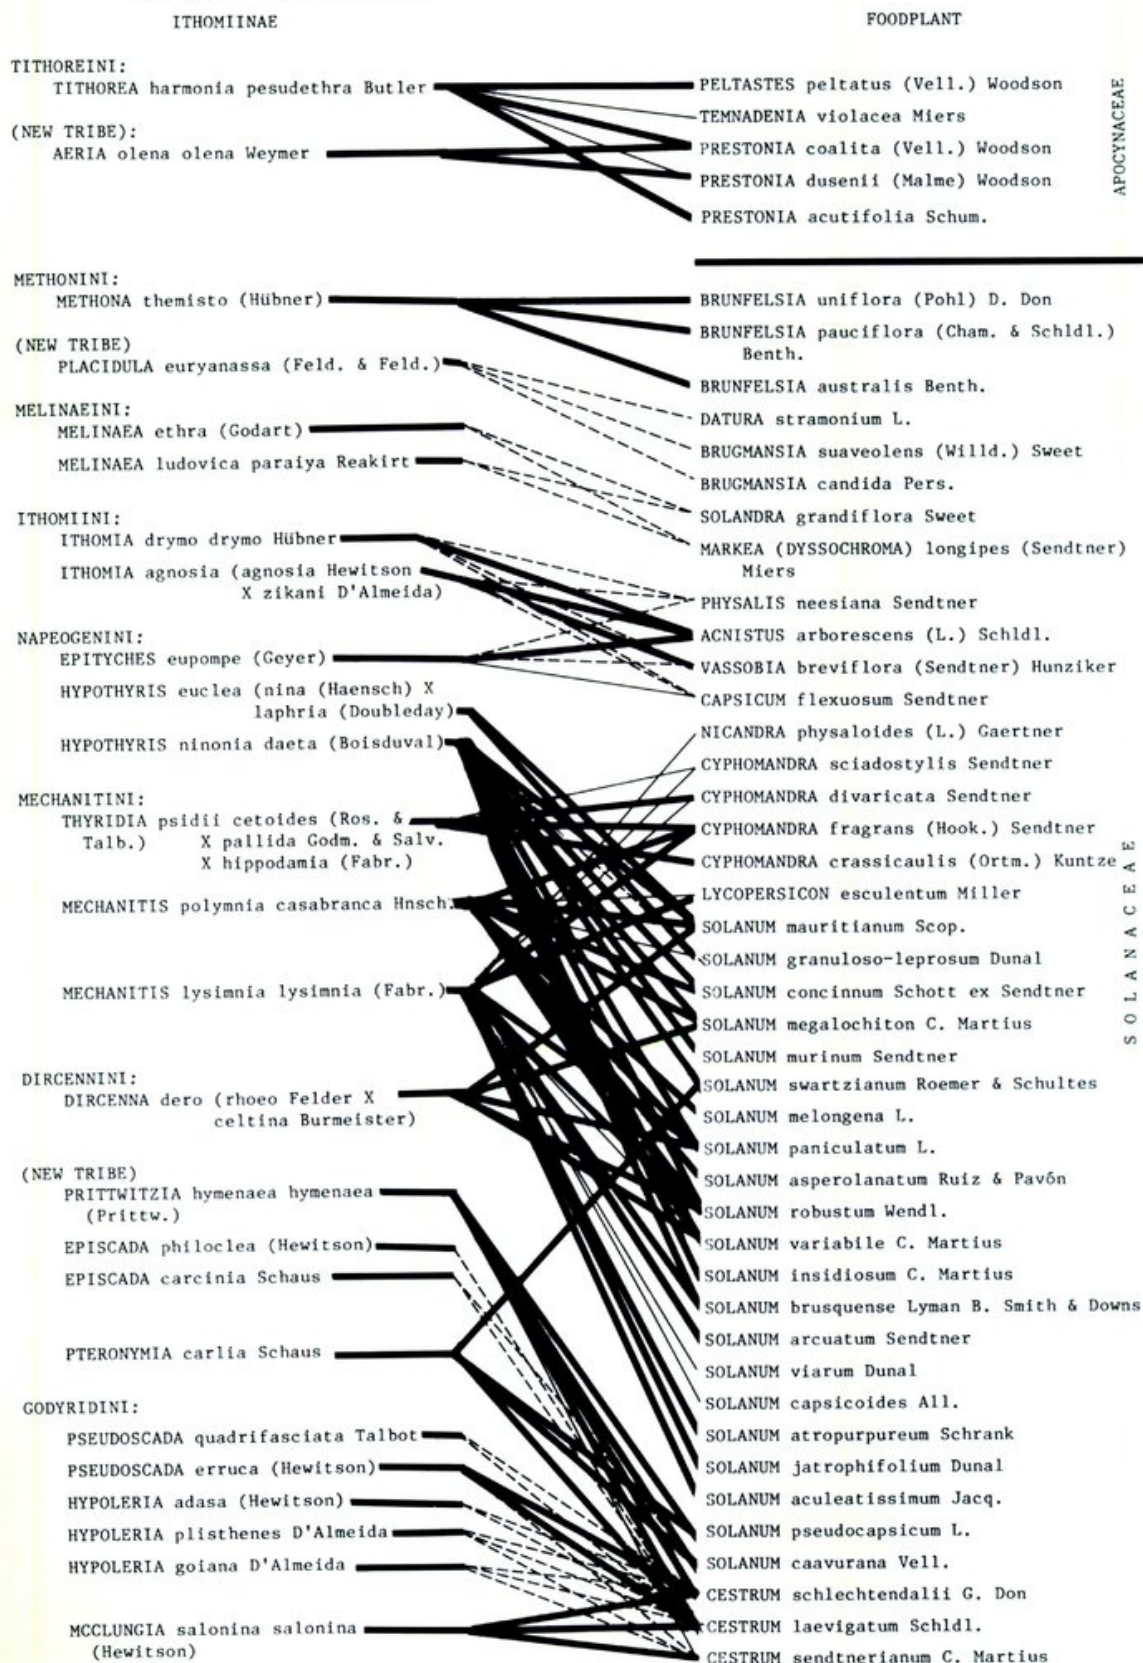 ITHOMIINAE
FOODPLANT
TITHOREINI:
TITHOREA harmonia pesudethra Butler
(NEW TRIBE):
AERIA olena olena Weymer
METHONINI:
METHONA themisto (Hübner)
(NEW TRIBE)
PLACIDULA euryanassa (Feld. & Feld.)
MELINAEINI:
MELINAEA ethra (Godart)
MELINAEA ludovica paraiya Reakirt
ITHOMIINI:
ITHOMIA drymo drymo Hübner
ITHOMIA agnosia (agnosia Hewitson
X zikani D'Almeida)
NAPEOGENINI:
EPITYCHES eupompe (Geyer)
HYPOTHYRIS euclea (nina (Haensch) X
laphria (Doubleday)
HYPOTHYRIS ninonia daeta (Boisduval)
MECHANITINI:
THYRIDIA psidii cetoides (Ros. &
Talb.) X pallida Godm. & Salv.
X hippodamia (Fabr.)
MECHANITIS polymnia casabranca Hnsch.
MECHANITIS lysimnia lysimnia (Fabr.)
DIRCENNINI:
DIRCENNA dero (rhoeo Felder X
celtina Burmeister)
(NEW TRIBE)
PRITTWITZIA hymenaea hymenaea
(Prittw.)
EPISCADA philoclea (Hewitson)
EPISCADA carcinia Schaus
PTERONYMIA carlia Schaus
GODYRIDINI:
PSEUDOSCADA quadrifasciata Talbot
PSEUDOSCADA erruca (Hewitson)
HYPOLERIA adasa (Hewitson)
HYPOLERIA plisthenes D'Almeida
HYPOLERIA goiana D'Almeida
MCCLUNGIA salonina salonina
(Hewitson)
PELTASTES peltatus (Vell.) Woodson
TEMNADENIA violacea Miers
PRESTONIA coalita (Vell.) Woodson
PRESTONIA dusenii (Malme) Woodson
PRESTONIA acutifolia Schum.
APOCYNACEAE
BRUNFELSIA uniflora (Pohl) D. Don
BRUNFELSIA pauciflora (Cham. & Schldl.)
Benth.
BRUNFELSIA australis Benth.
DATURA stramonium L.
BRUGMANSIA suaveolens (Willd.) Sweet
BRUGMANSIA candida Pers.
SOLANDRA grandiflora Sweet
MARKEA (DYSSOCHROMA) longipes (Sendtner)
Miers
PHYSALIS neesiana Sendtner
ACNISTUS arborescens (L.) Schldl.
VASSOBIA breviflora (Sendtner) Hunziker
CAPSICUM flexuosum Sendtner
NICANDRA physaloides (L.) Gaertner
CYPHOMANDRA sciadostylis Sendtner
CYPHOMANDRA divaricata Sendtner
CYPHOMANDRA fragrans (Hook.) Sendtner
CYPHOMANDRA crassicaulis (Ortm.) Kuntze
LYCOPERSICON esculentum Miller
SOLANUM mauritianum Scop.
SOLANUM granuloso-leprosum Dunal
SOLANUM concinnum Schott ex Sendtner
SOLANUM megalochiton C. Martius
SOLANUM murinum Sendtner
SOLANUM swartzianum Roemer & Schultes
SOLANUM melongena L.
SOLANUM paniculatum L.
SOLANUM asperolanatum Ruiz & Pavón
SOLANUM robustum Wendl.
SOLANUM variabile C. Martius
SOLANUM insidiosum C. Martius
SOLANUM brusquense Lyman B. Smith & Downs
SOLANUM arcuatum Sendtner
SOLANUM viarum Dunal
SOLANUM capsicoides All.
SOLANUM atropurpureum Schrank
SOLANUM jatrophifolium Dunal
SOLANUM aculeatissimum Jacq.
SOLANUM pseudocapsicum L.
SOLANUM caavurana Vell.
CESTRUM schlechtendalii G. Don
CESTRUM laevigatum Schldl.
CESTRUM sendtnerianum C. Martius
SOLANACEAE